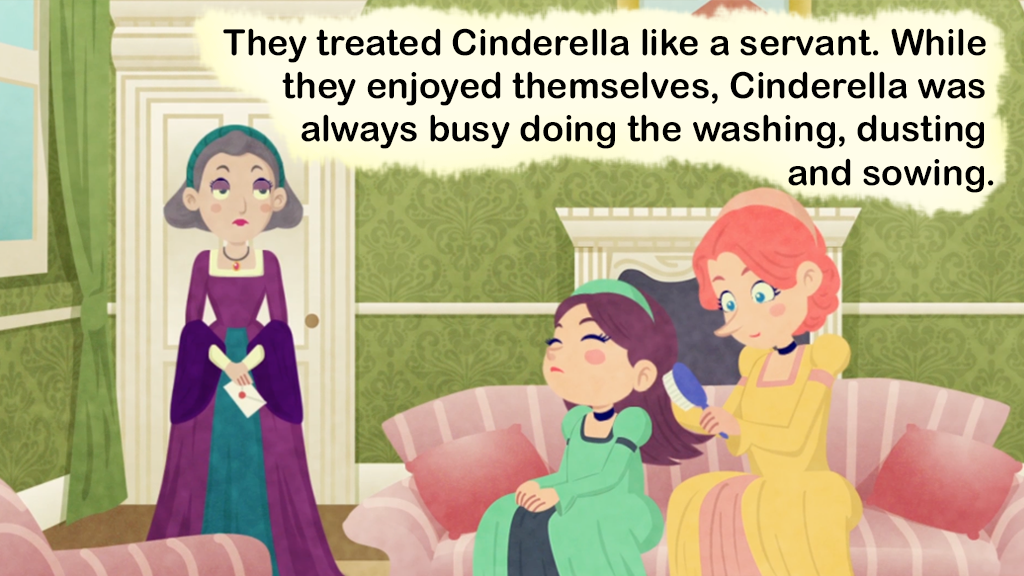 They treated Cinderella like a servant. While
they enjoyed themselves, Cinderella was
always busy doing the washing, dusting
and sowing.